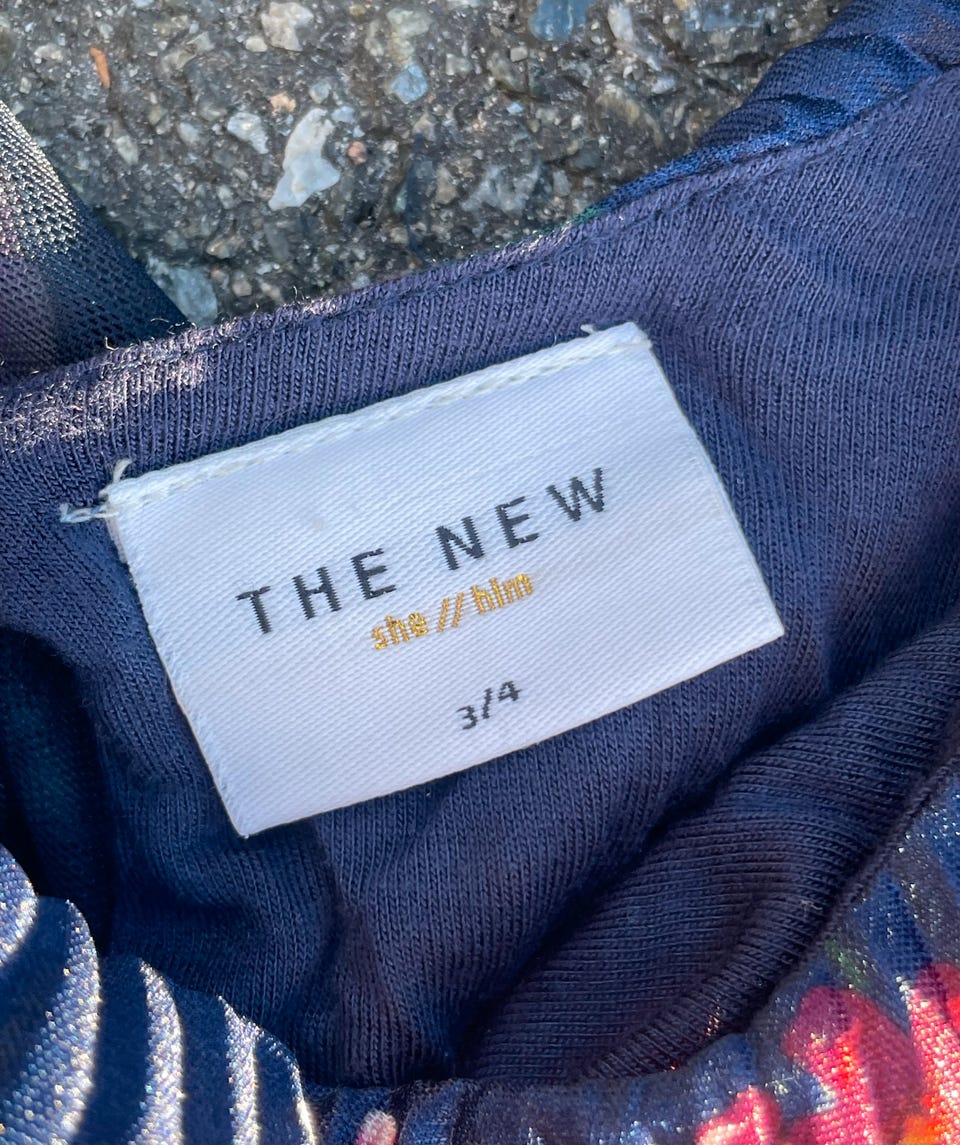 THE NEW
she // him
3/4